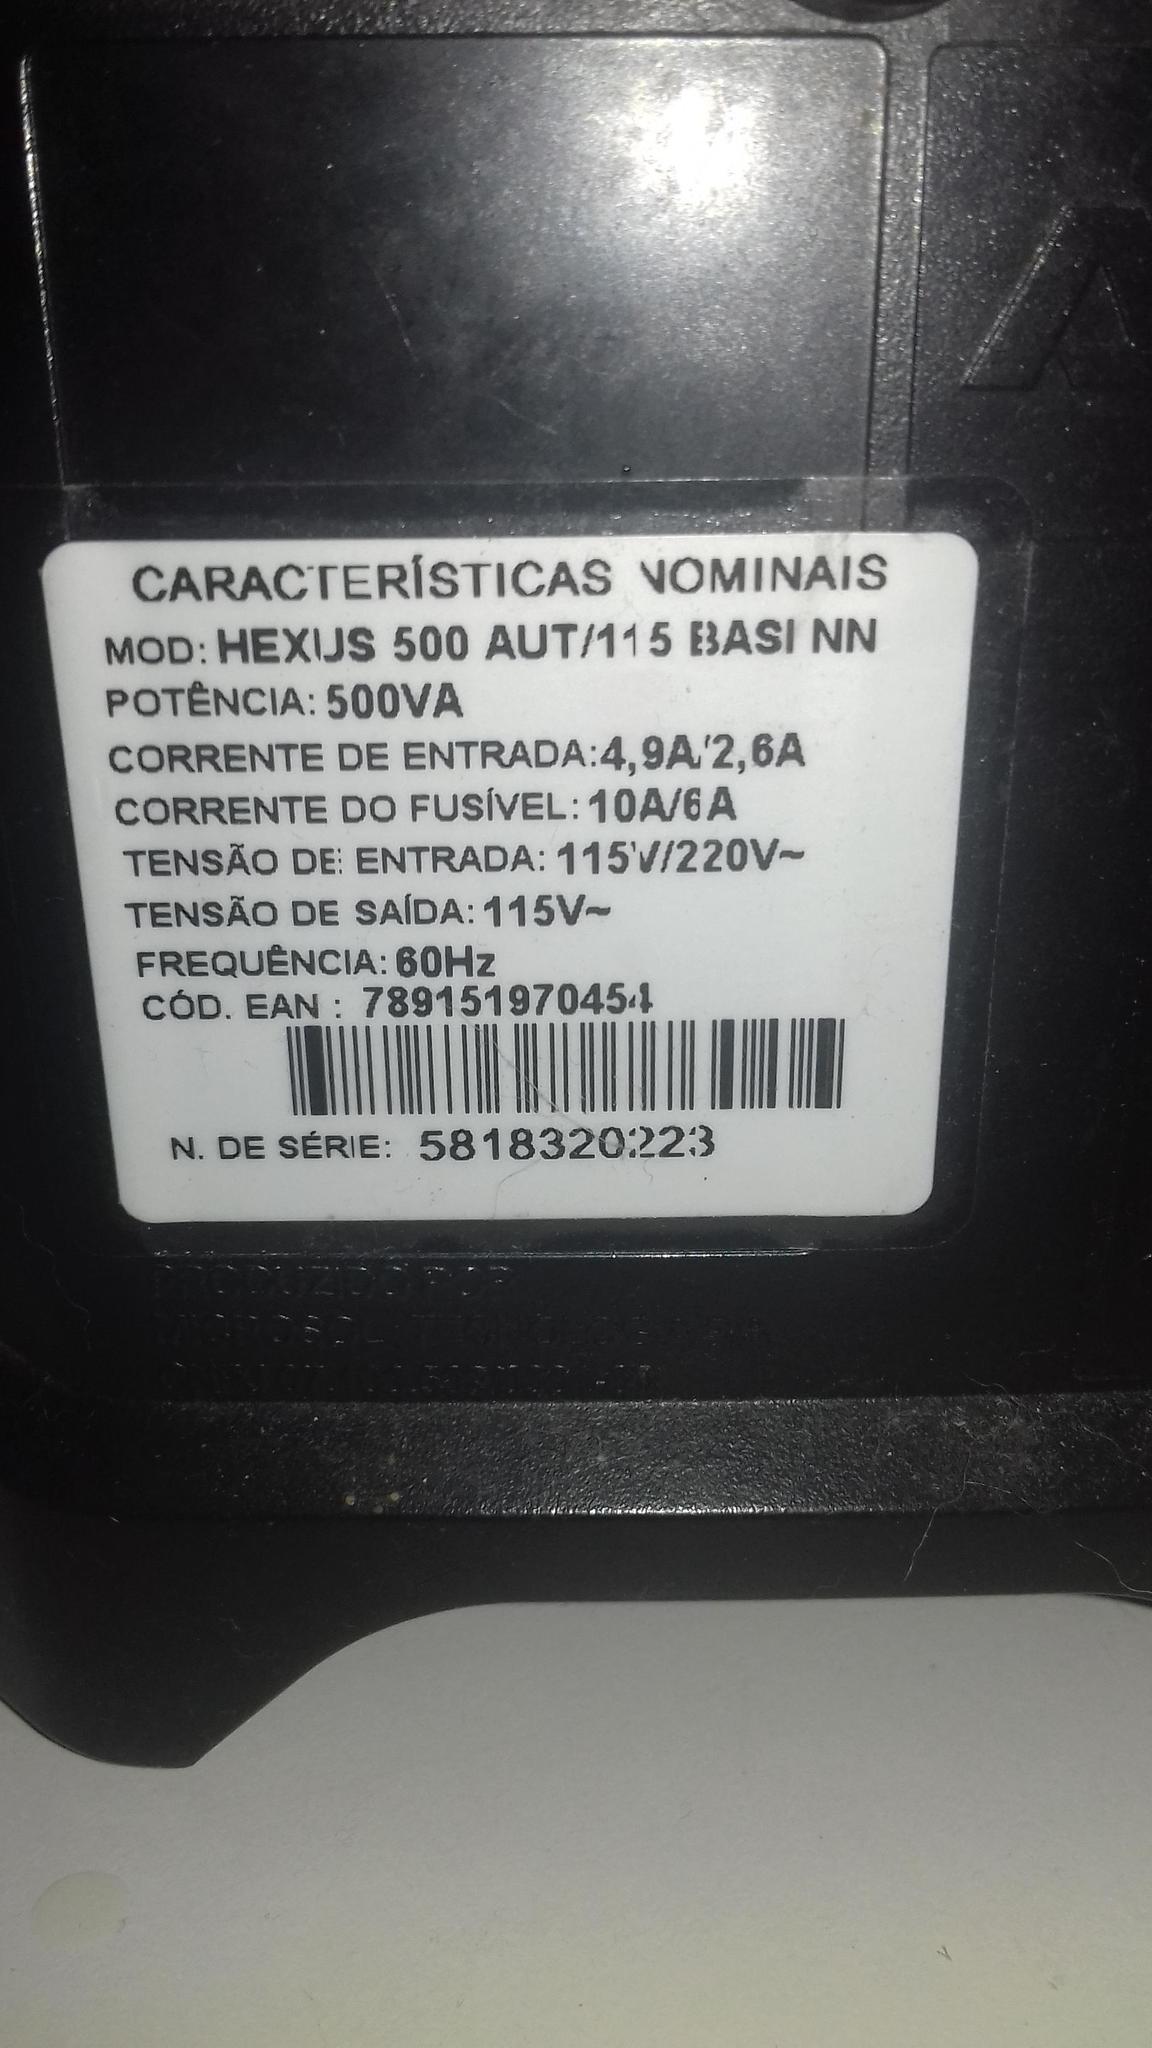 CARACTERÍSTICAS NOMINAIS
MOD: HEXUS 500 AUT/115 BASI NN
POTÊNCIA: 500VA
CORRENTE DE ENTRADA:4,9A/2,6A
CORRENTE DO FUSÍVEL: 10A/6A
TENSÃO DE ENTRADA: 115V/220V~
TENSÃO DE SAÍDA: 115V~
FREQUÊNCIA: 60Hz
CÓD. EAN : 789151970454
N. DE SÉRIE: 5818320223
PRODUZIDO POR